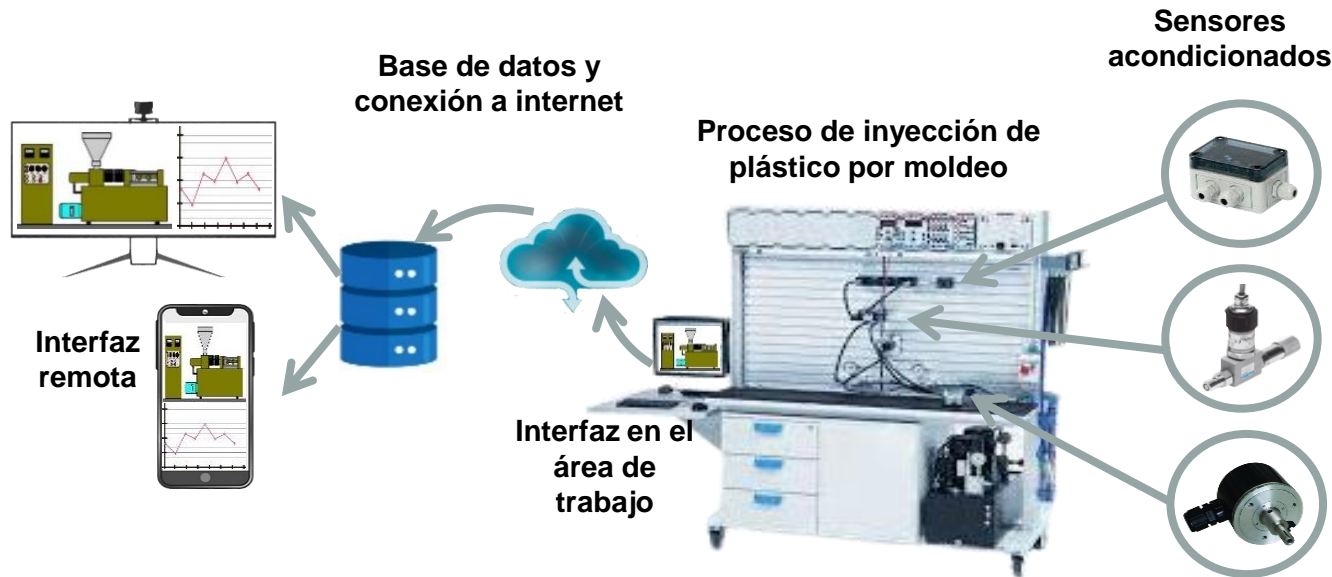 Sensores
acondicionados
Base de datos y
conexión a internet
Proceso de inyección de
plástico por moldeo
Interfaz
remota
Interfaz en el
área de
trabajo